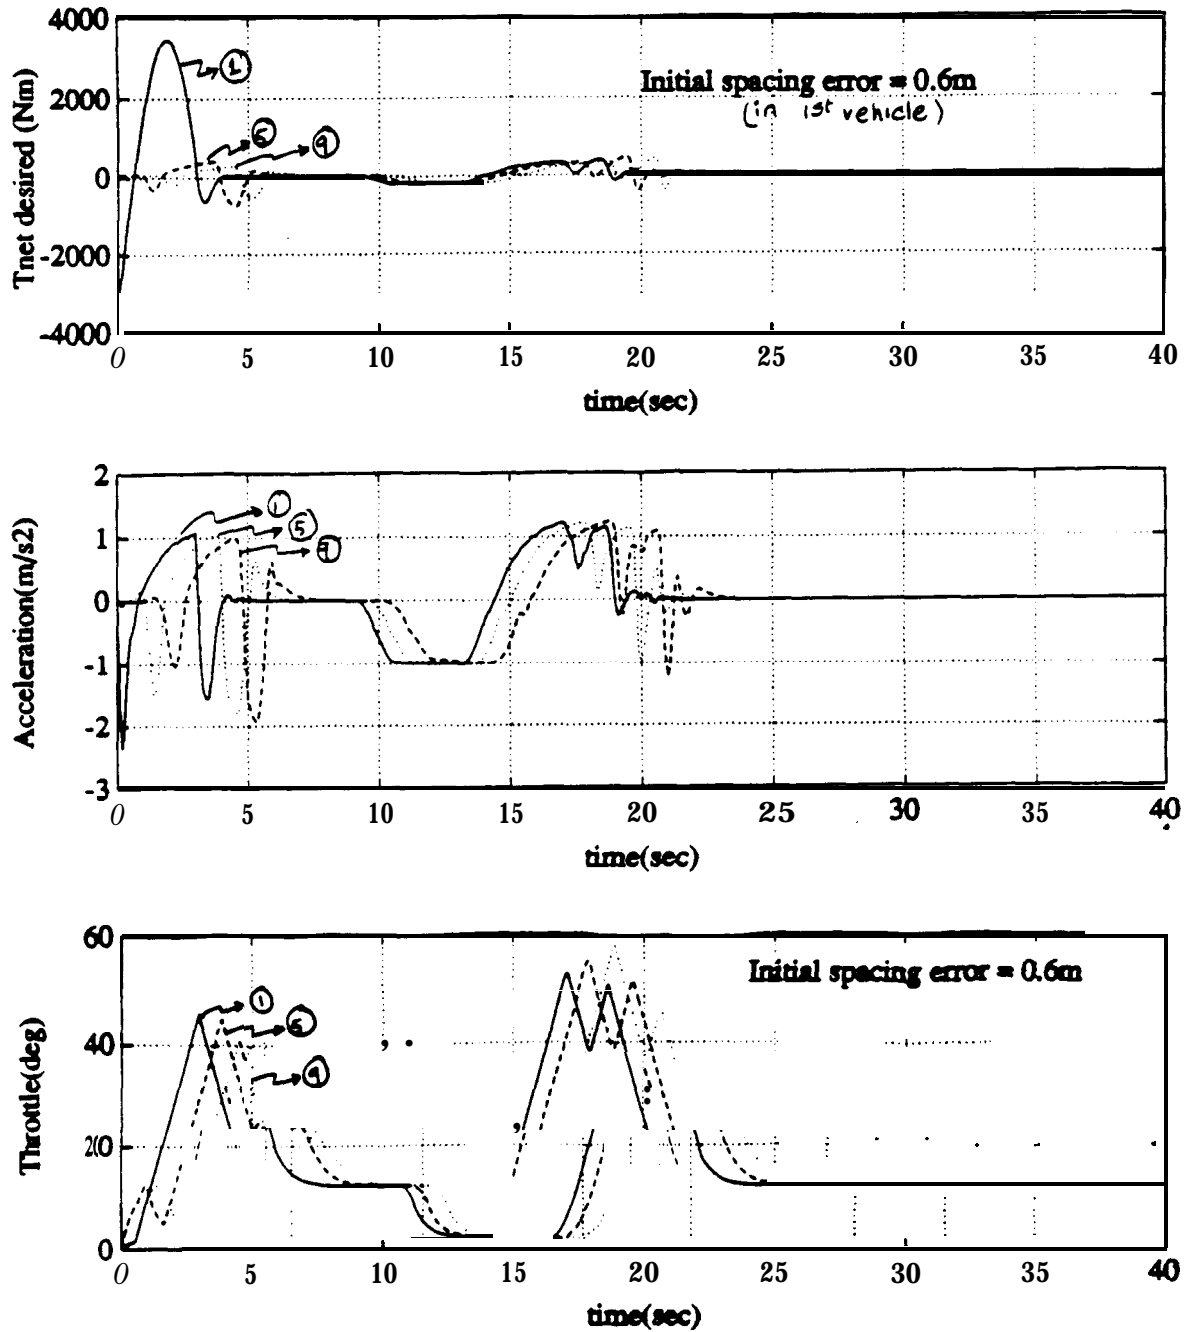 4000
2000
0
-2000
-4000
Tnet desired (Nm)
① 
⑤ ⑨
Initial spacing error = 0.6m
(in 1st vehicle)
0 5 10 15 20 25 30 35 40
time(sec)
2
1
0
-1
-2
-3
Acceleration(m/s2)
①
⑤
⑨
0 5 10 15 20 25 30 35 40
time(sec)
60
40
20
0
Throttle(deg)
①
⑤
⑨
Initial spacing error = 0.6m
0 5 10 15 20 25 30 35 40
time(sec)